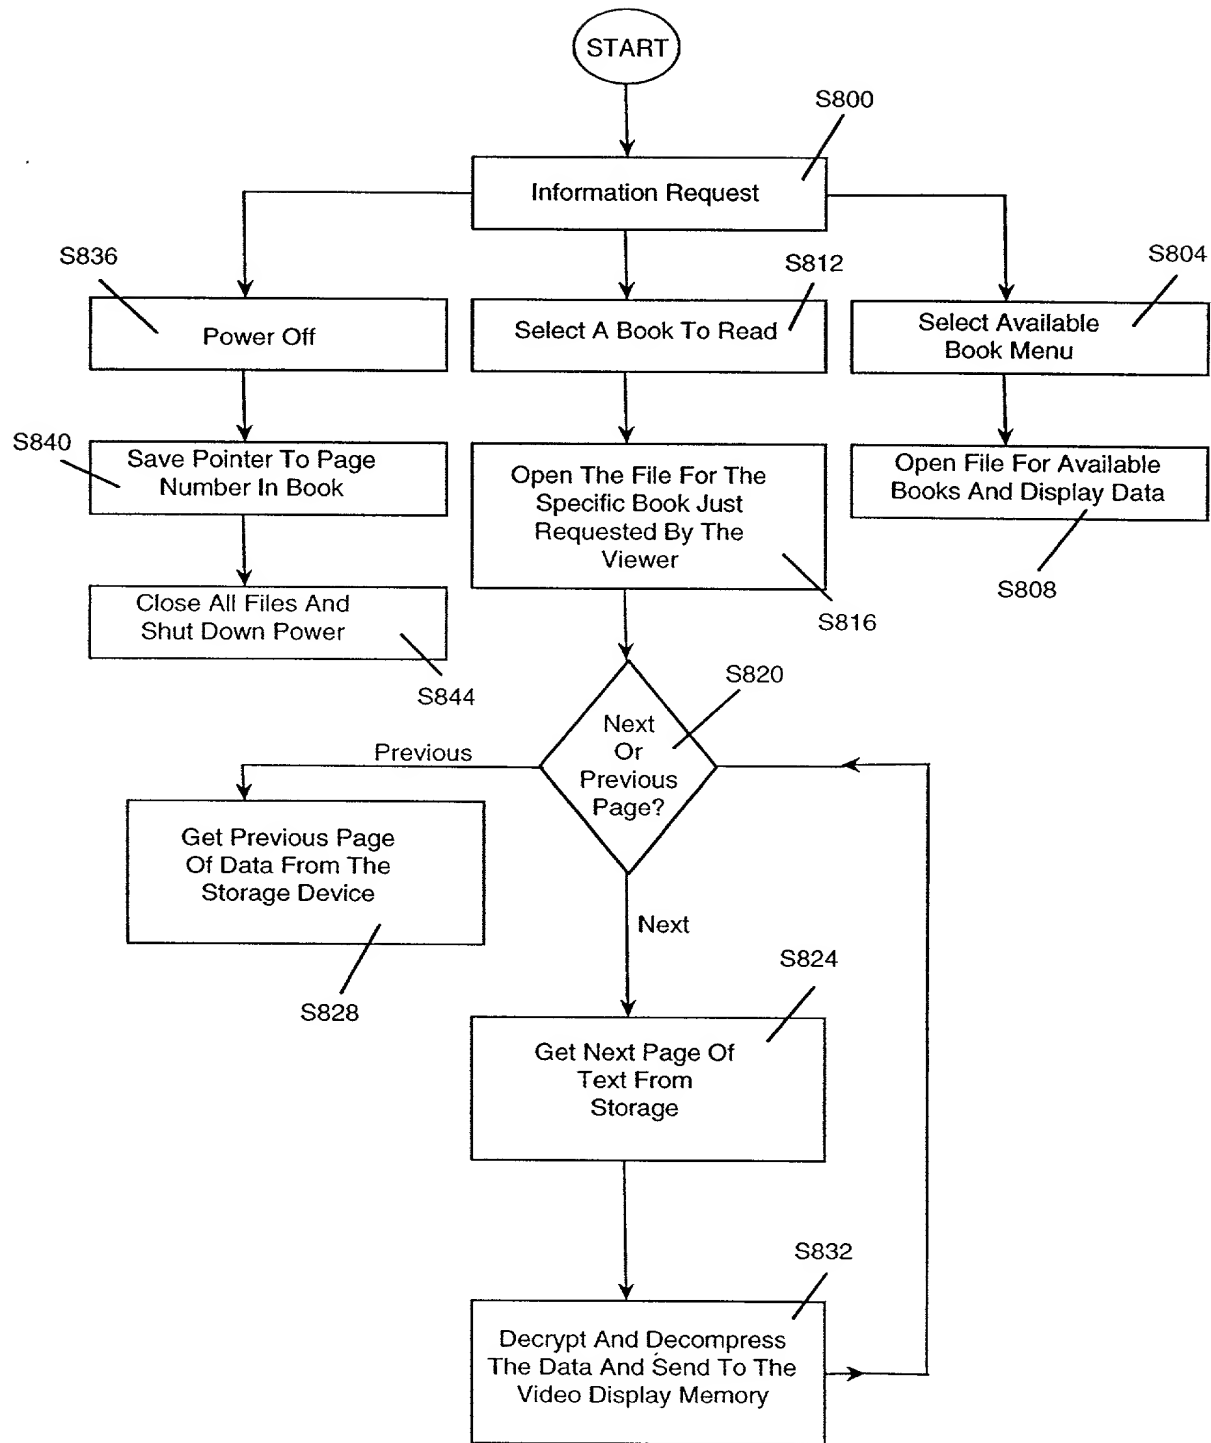 START
S800
Information Request
S836
S812
S804
Power Off
Select A Book To Read
Select Available
Book Menu
S840
Save Pointer To Page
Number In Book
Open The File For The
Specific Book Just
Requested By The
Viewer
Open File For Available
Books And Display Data
S808
Close All Files And
Shut Down Power
S816
S844
S820
Next
Or
Previous
Page?
Previous
Get Previous Page
Of Data From The
Storage Device
Next
S828
S824
Get Next Page Of
Text From
Storage
S832
Decrypt And Decompress
The Data And Send To The
Video Display Memory